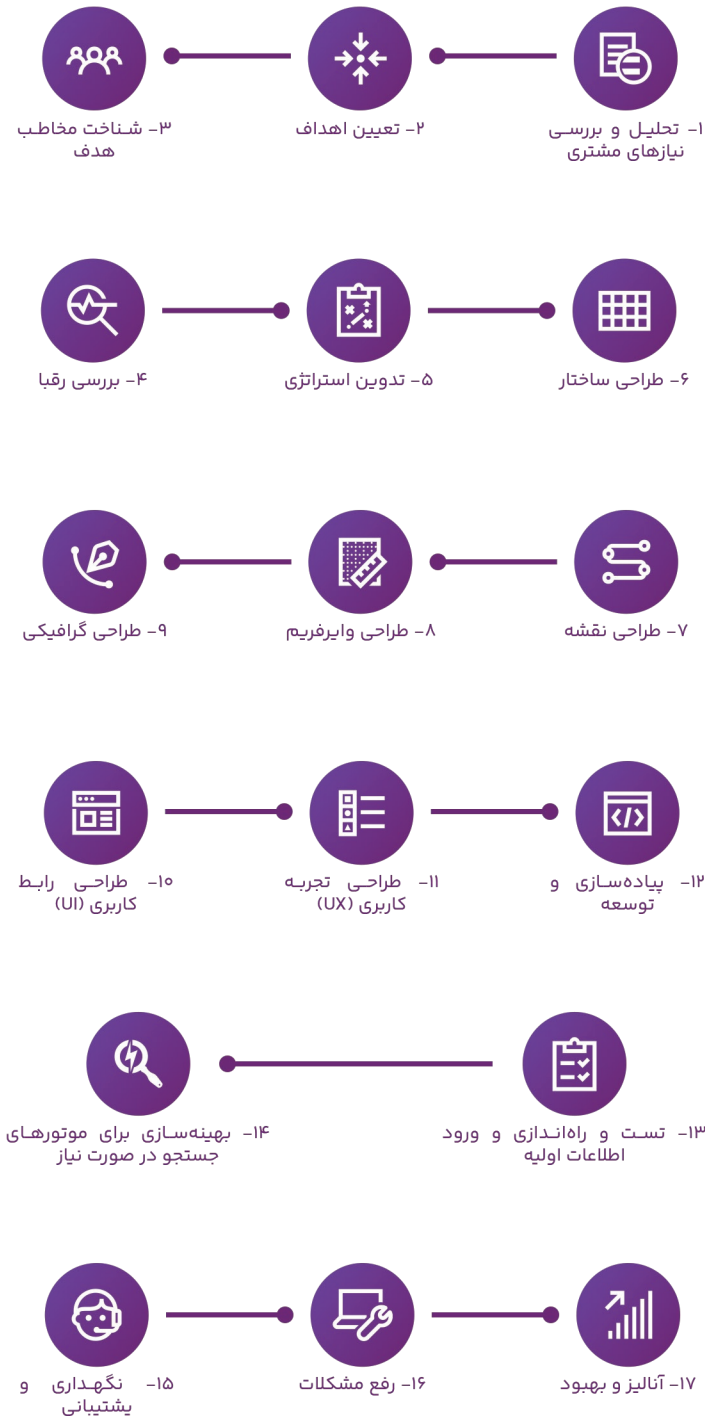 ۱- تحلیل و بررسی
نیازهای مشتری
۲- تعیین اهداف
۳- شناخت مخاطب
هدف
۴- بررسی رقبا
۵- تدوین استراتژی
۶- طراحی ساختار
۷- طراحی نقشه
۸- طراحی وایرفریم
۹- طراحی گرافیکی
۱۰- طراحی رابط
کاربری (UI)
۱۱- طراحی تجربه
کاربری (UX)
۱۲- پیاده‌سازی و
توسعه
۱۳- تست و راه‌اندازی و ورود
اطلاعات اولیه
۱۴- بهینه‌سازی برای موتورهای
جستجو در صورت نیاز
۱۵- نگهداری و
پشتیبانی
۱۶- رفع مشکلات
۱۷- آنالیز و بهبود